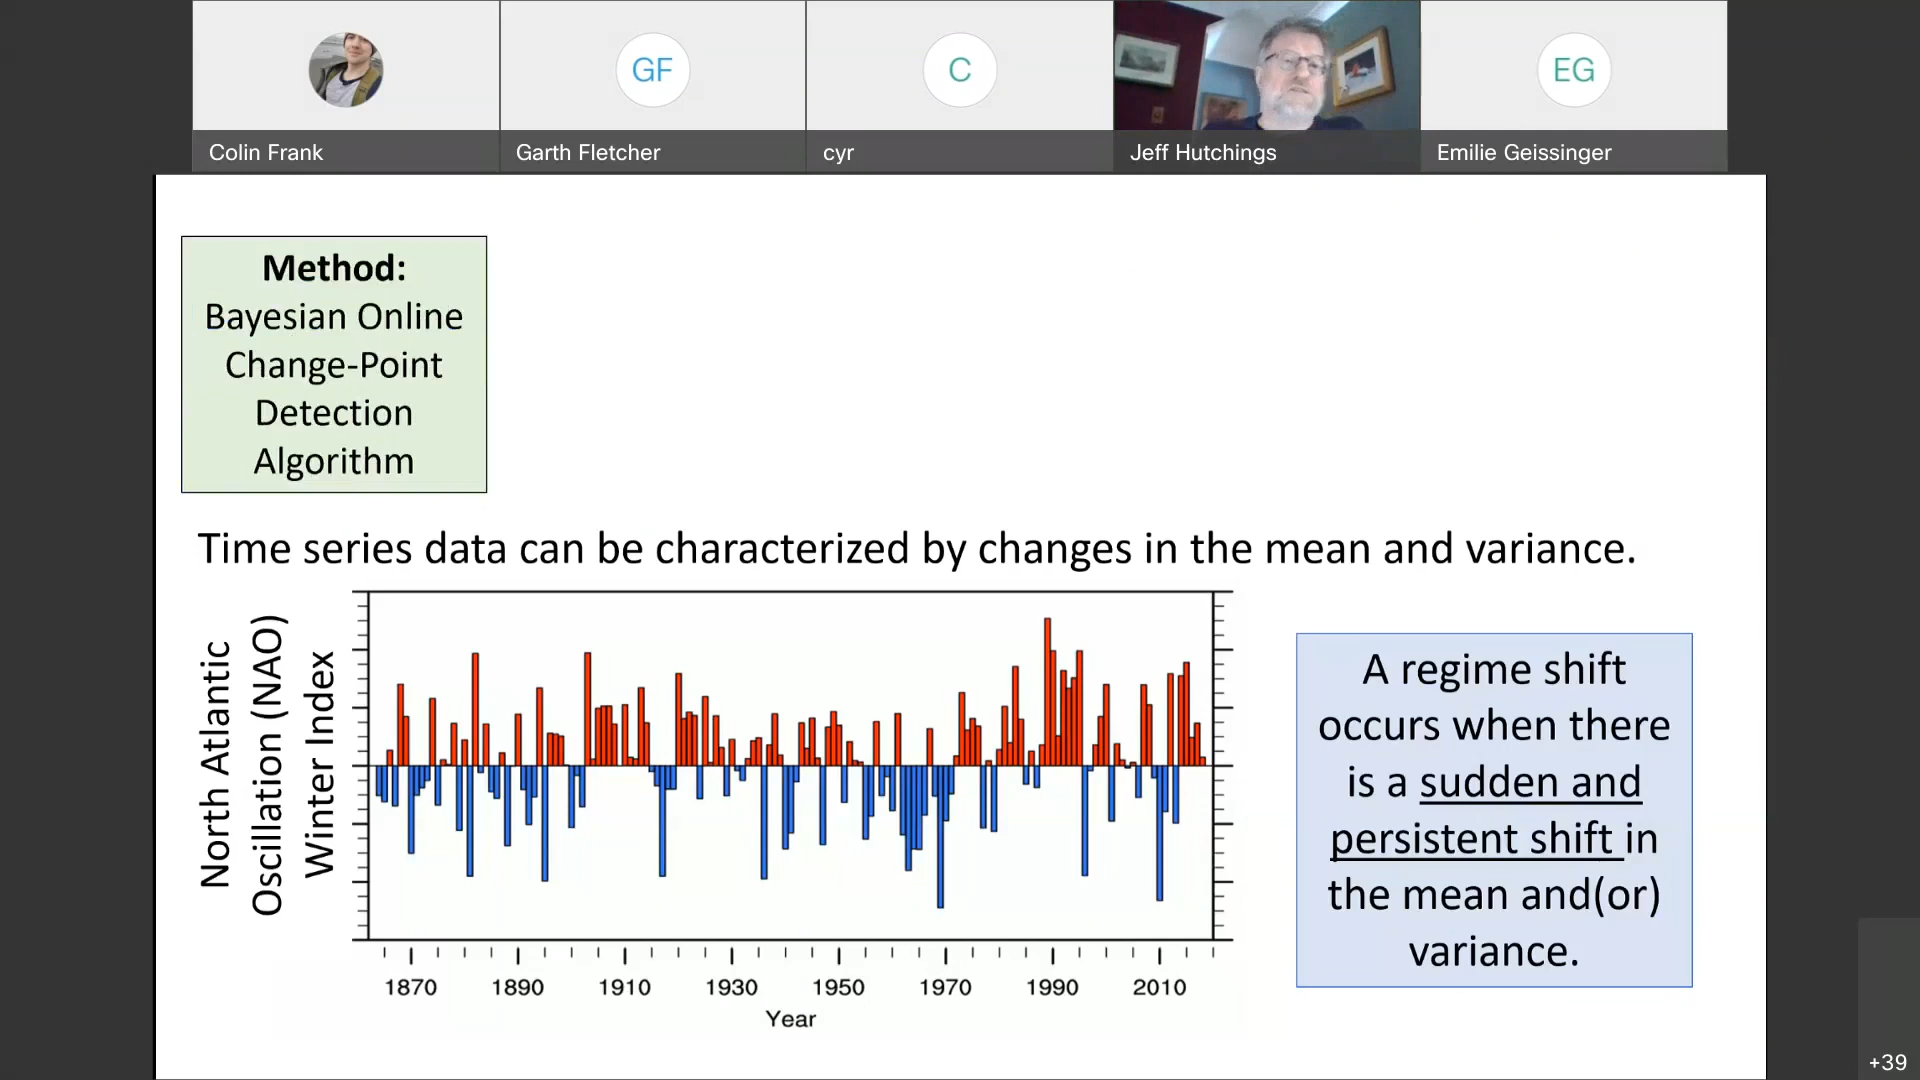 GF
C
EG
Colin Frank
Garth Fletcher
cyr
Jeff Hutchings
Emilie Geissinger
Method:
Bayesian Online
Change-Point
Detection
Algorithm
Time series data can be characterized by changes in the mean and variance.
North Atlantic
Oscillation (NAO)
Winter Index
1870 1890 1910 1930 1950 1970 1990 2010
Year
A regime shift
occurs when there
is a sudden and
persistent shift in
the mean and(or)
variance.
+39